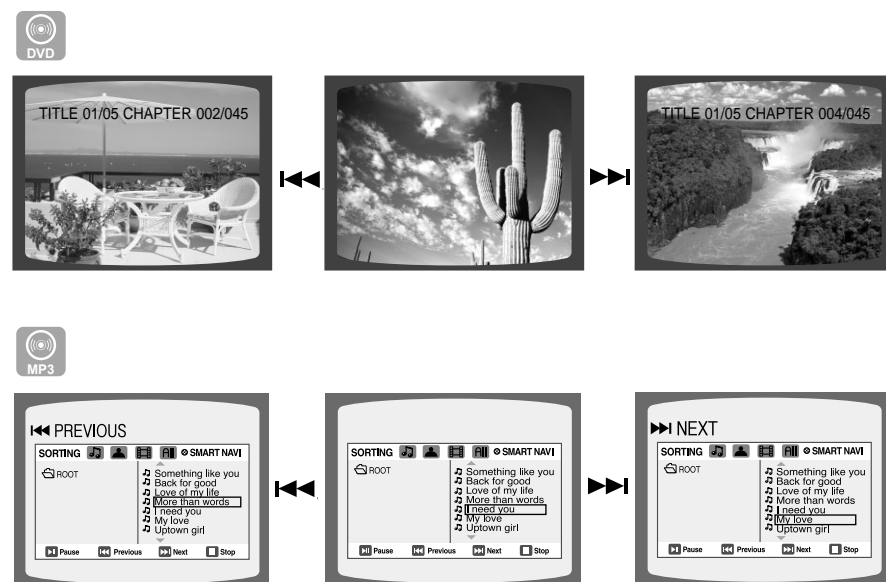 DVD
TITLE 01/05 CHAPTER 002/045
TITLE 01/05 CHAPTER 004/045
MP3
PREVIOUS
SORTING All SMART NAVI
ROOT
Something like you
Back for good
Love of my life
More than words
I need you
My love
Uptown girl
Pause Previous Next Stop
SORTING All SMART NAVI
ROOT
Something like you
Back for good
Love of my life
More than words
I need you
My love
Uptown girl
Pause Previous Next Stop
NEXT
SORTING All SMART NAVI
ROOT
Something like you
Back for good
Love of my life
More than words
I need you
My love
Uptown girl
Pause Previous Next Stop